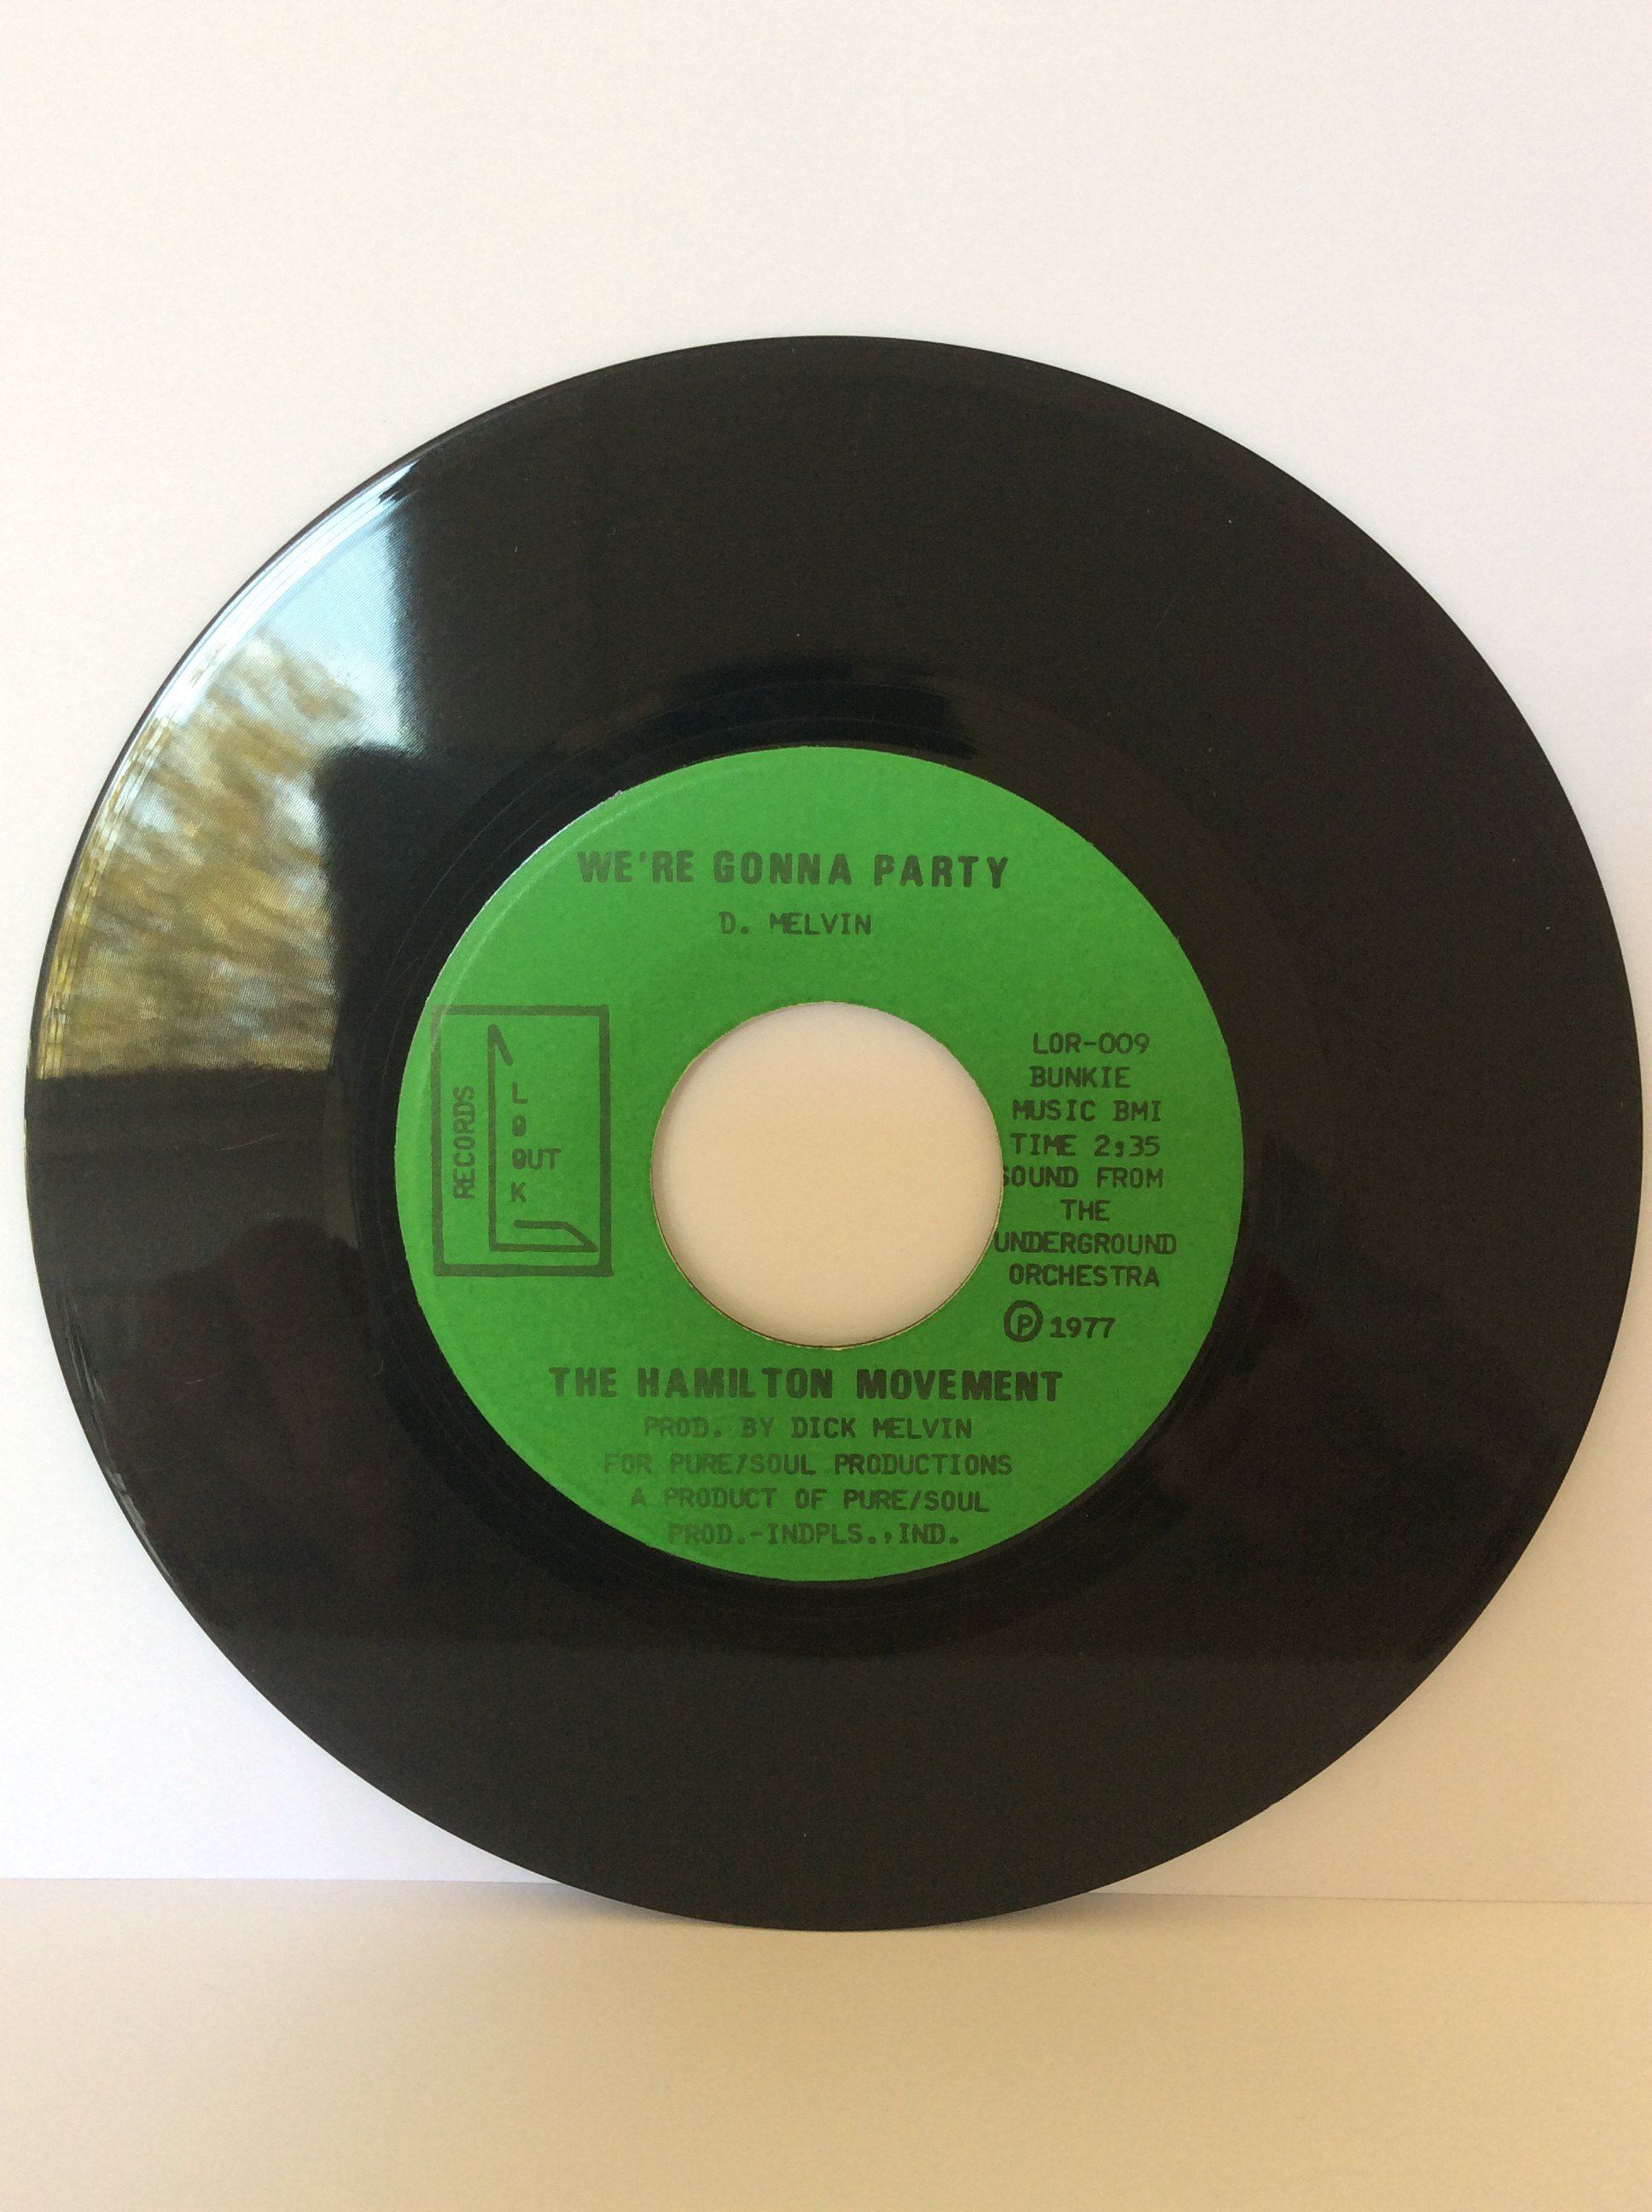 WE'RE GONNA PARTY
D. MELVIN
RECORDS
LOOK
OUT
LOR-009
BUNKIE
MUSIC BMI
TIME 2;35
SOUND FROM
THE
UNDERGROUND
ORCHESTRA
Ⓟ 1977
THE HAMILTON MOVEMENT
PROD. BY DICK MELVIN
FOR PURE/SOUL PRODUCTIONS
A PRODUCT OF PURE/SOUL
PROD.-INDPLS.,IND.